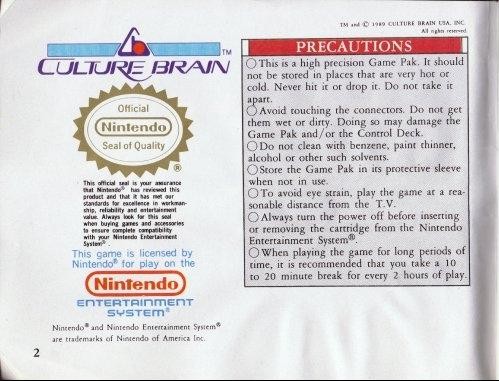 TM and © 1989 CULTURE BRAIN USA, INC.
All rights reserved.
CULTURE BRAIN™
Official
Nintendo
Seal of Quality
®
This official seal is your assurance
that Nintendo® has reviewed this
product and that it has met our
standards for excellence in workman-
ship, reliability and entertainment
value. Always look for this seal
when buying games and accessories
to ensure complete compatibility
with your Nintendo Entertainment
System®.
This game is licensed by
Nintendo® for play on the
Nintendo
ENTERTAINMENT
SYSTEM®
Nintendo® and Nintendo Entertainment System®
are trademarks of Nintendo of America Inc.
2
PRECAUTIONS
○This is a high precision Game Pak. It should
not be stored in places that are very hot or
cold. Never hit it or drop it. Do not take it
apart.
○Avoid touching the connectors. Do not get
them wet or dirty. Doing so may damage the
Game Pak and/or the Control Deck.
○Do not clean with benzene, paint thinner,
alcohol or other such solvents.
○Store the Game Pak in its protective sleeve
when not in use.
○To avoid eye strain, play the game at a rea-
sonable distance from the T.V.
○Always turn the power off before inserting
or removing the cartridge from the Nintendo
Entertainment System®.
○When playing the game for long periods of
time, it is recommended that you take a 10
to 20 minute break for every 2 hours of play.